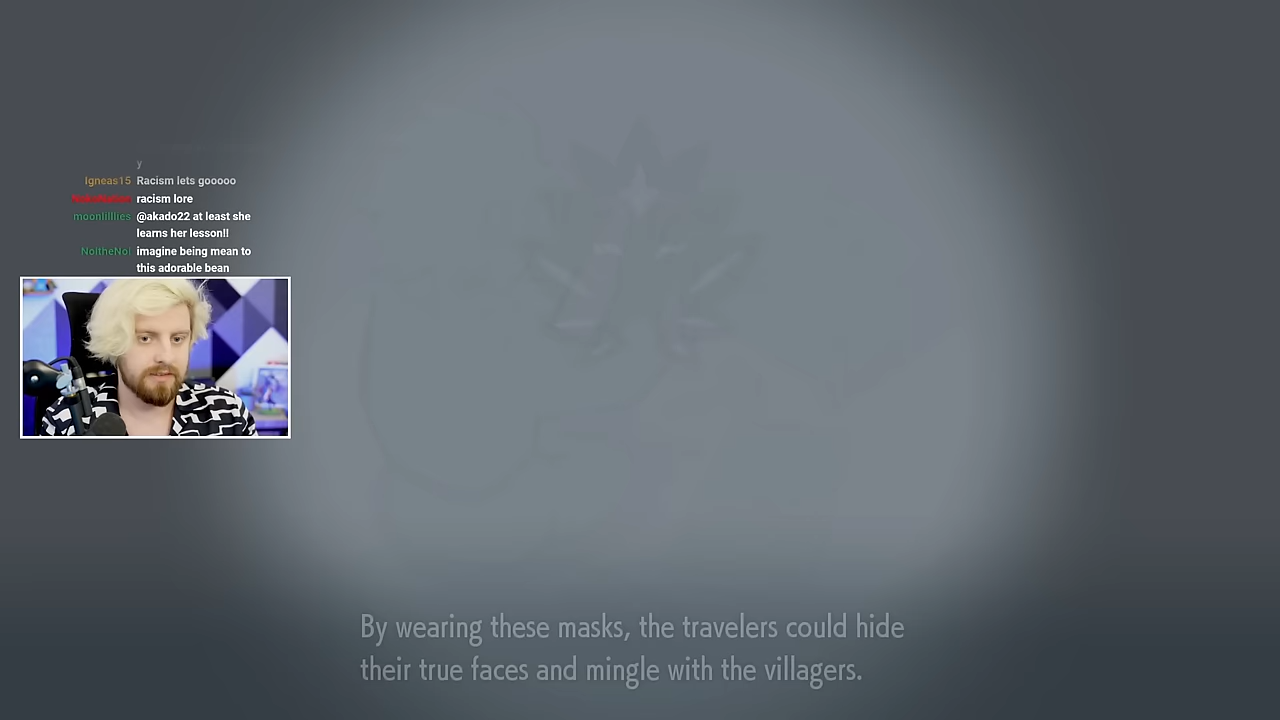 y
Igneas15 Racism lets gooooo
racism lore
moonlilllies @akado22 at least she
learns her lesson!!
NoitheNoi imagine being mean to
this adorable bean
By wearing these masks, the travelers could hide
their true faces and mingle with the villagers.